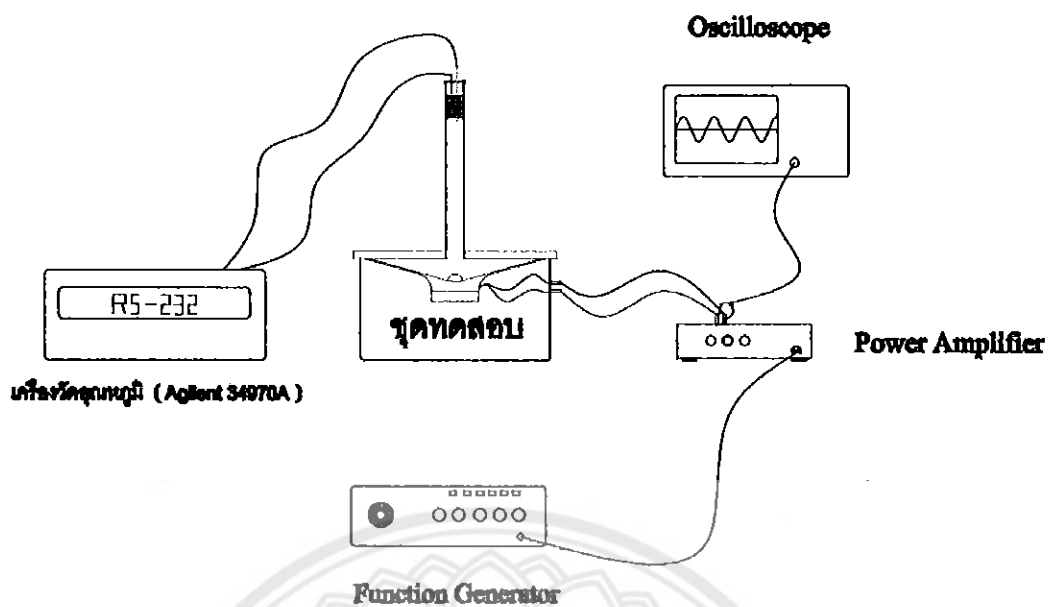 Oscilloscope
RS-232
ชุดทดสอบ
Power Amplifier
เครื่องวัดอุณหภูมิ ( Agilent 34970A )
Function Generator